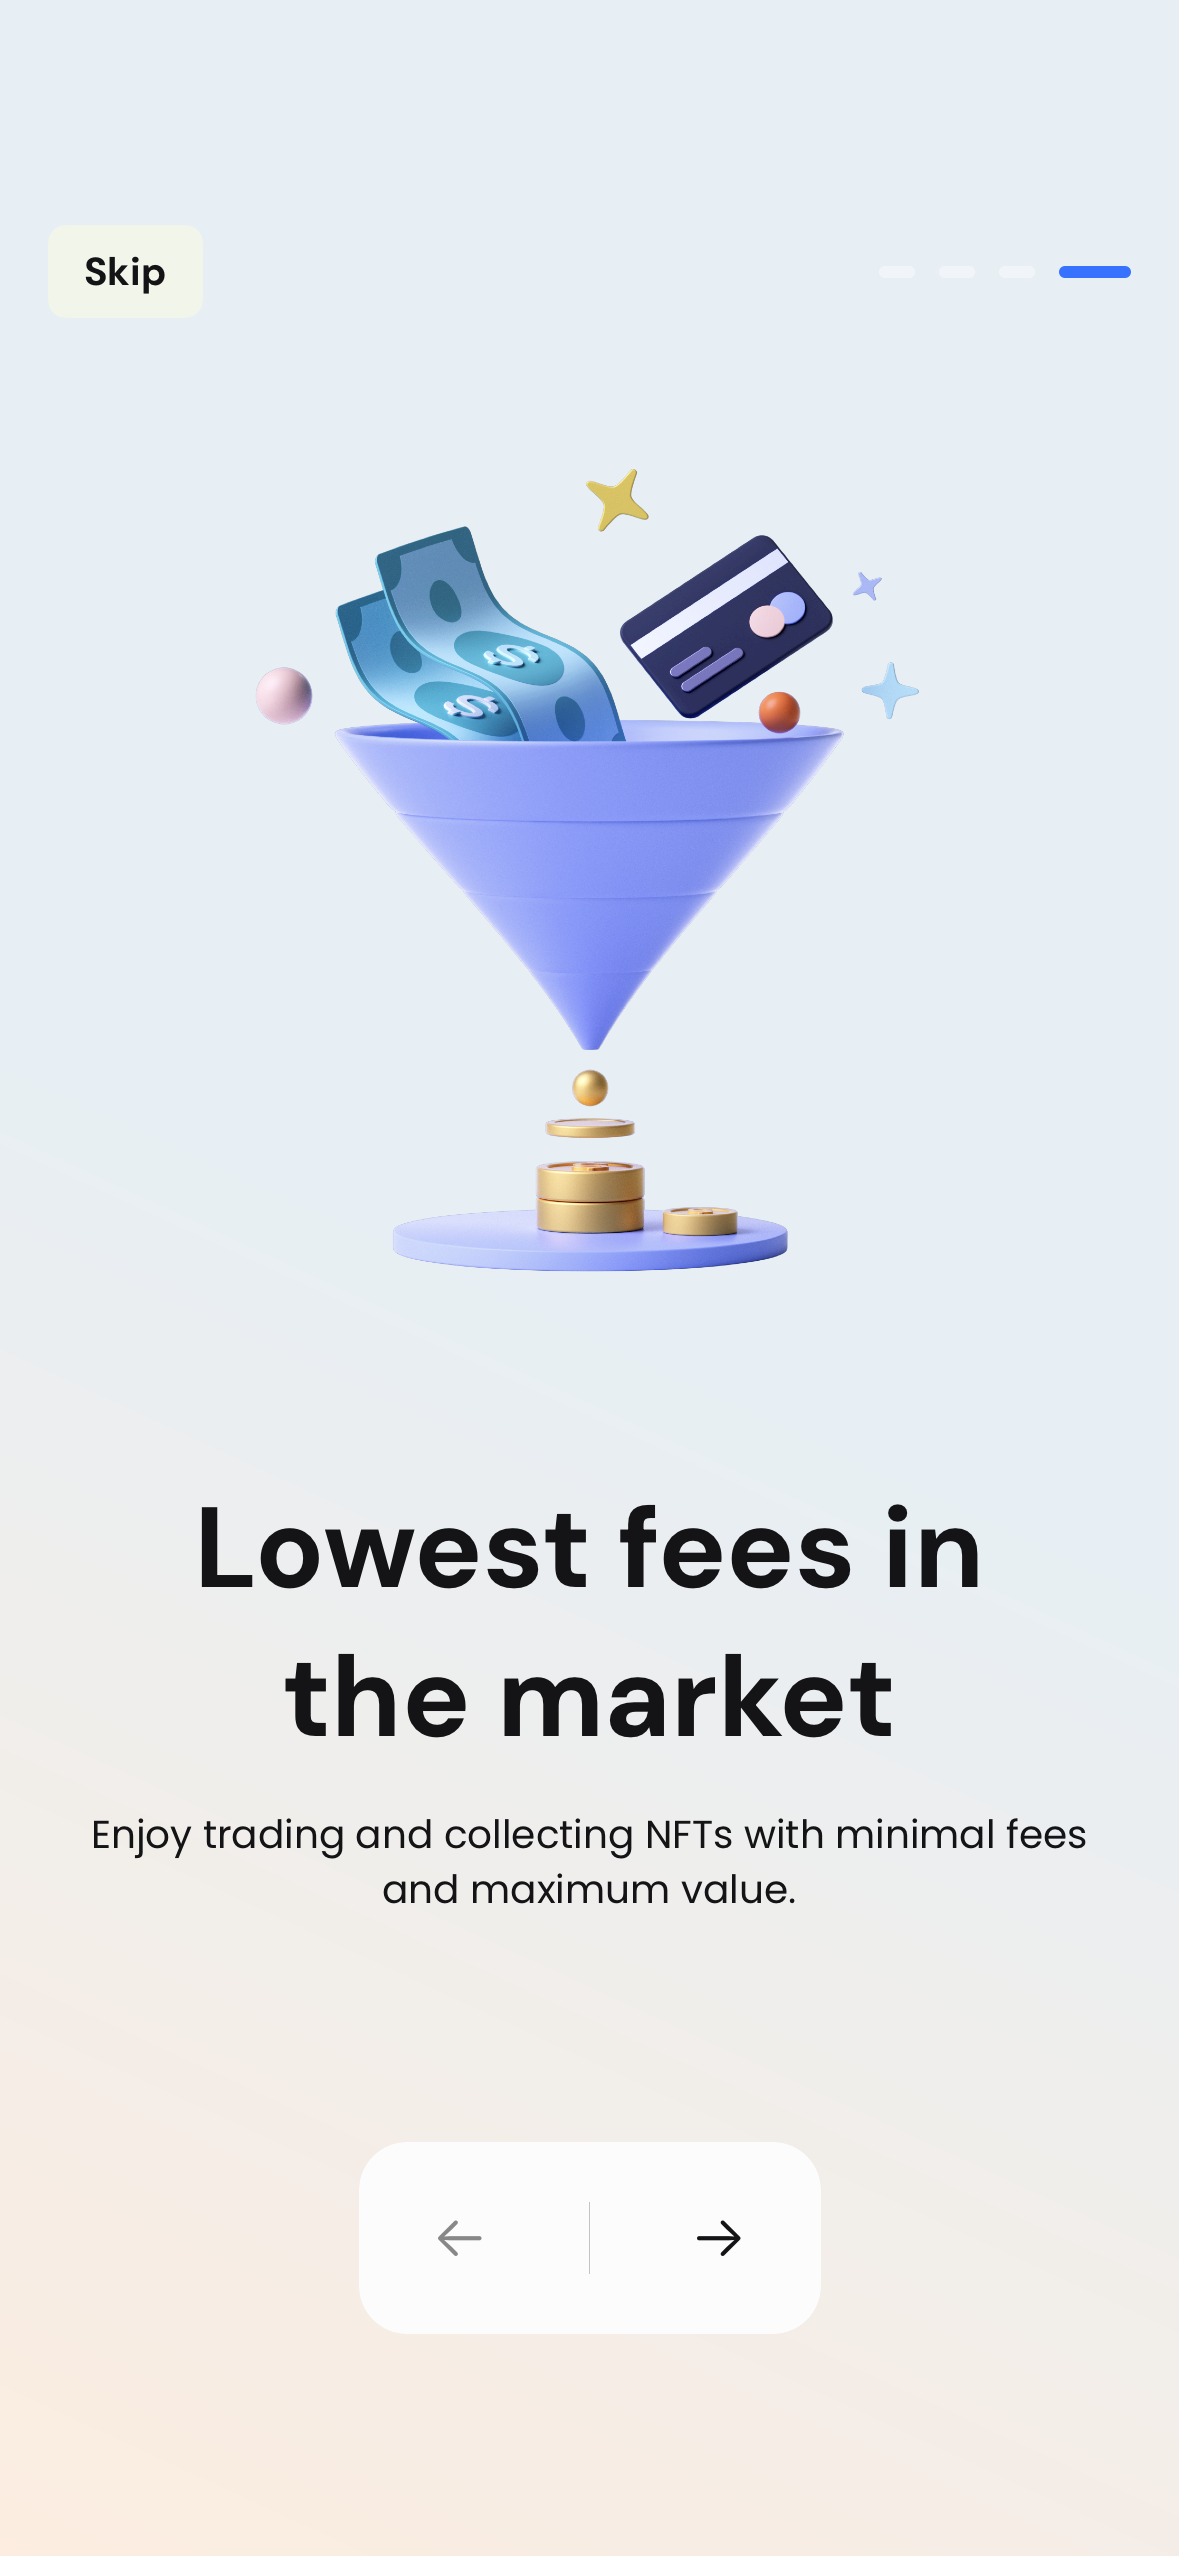 Skip
$
$
Lowest fees in
the market
Enjoy trading and collecting NFTs with minimal fees
and maximum value.